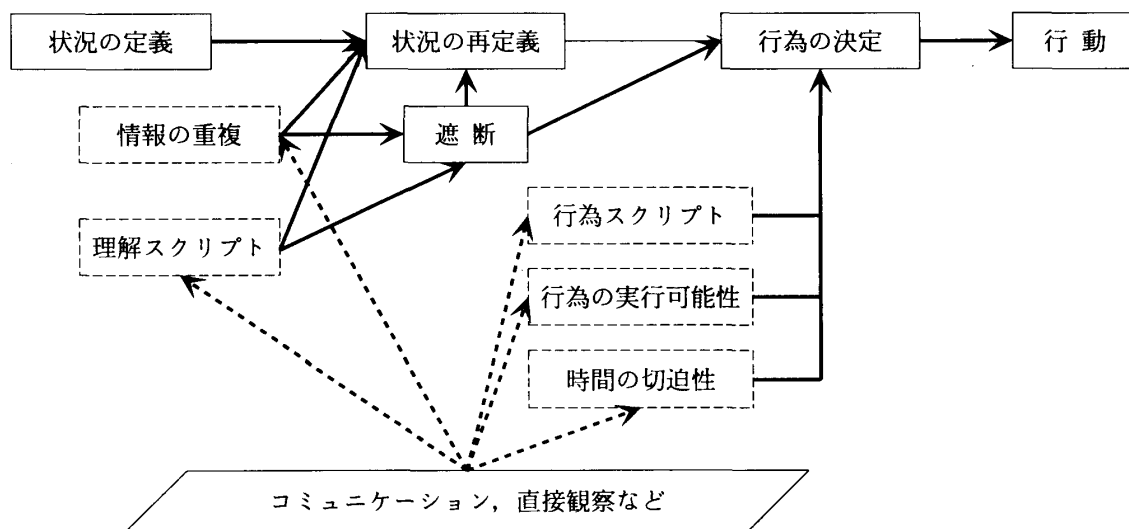 状況の定義
状況の再定義
行為の決定
行 動
情報の重複
遮 断
理解スクリプト
行為スクリプト
行為の実行可能性
時間の切迫性
コミュニケーション，直接観察など